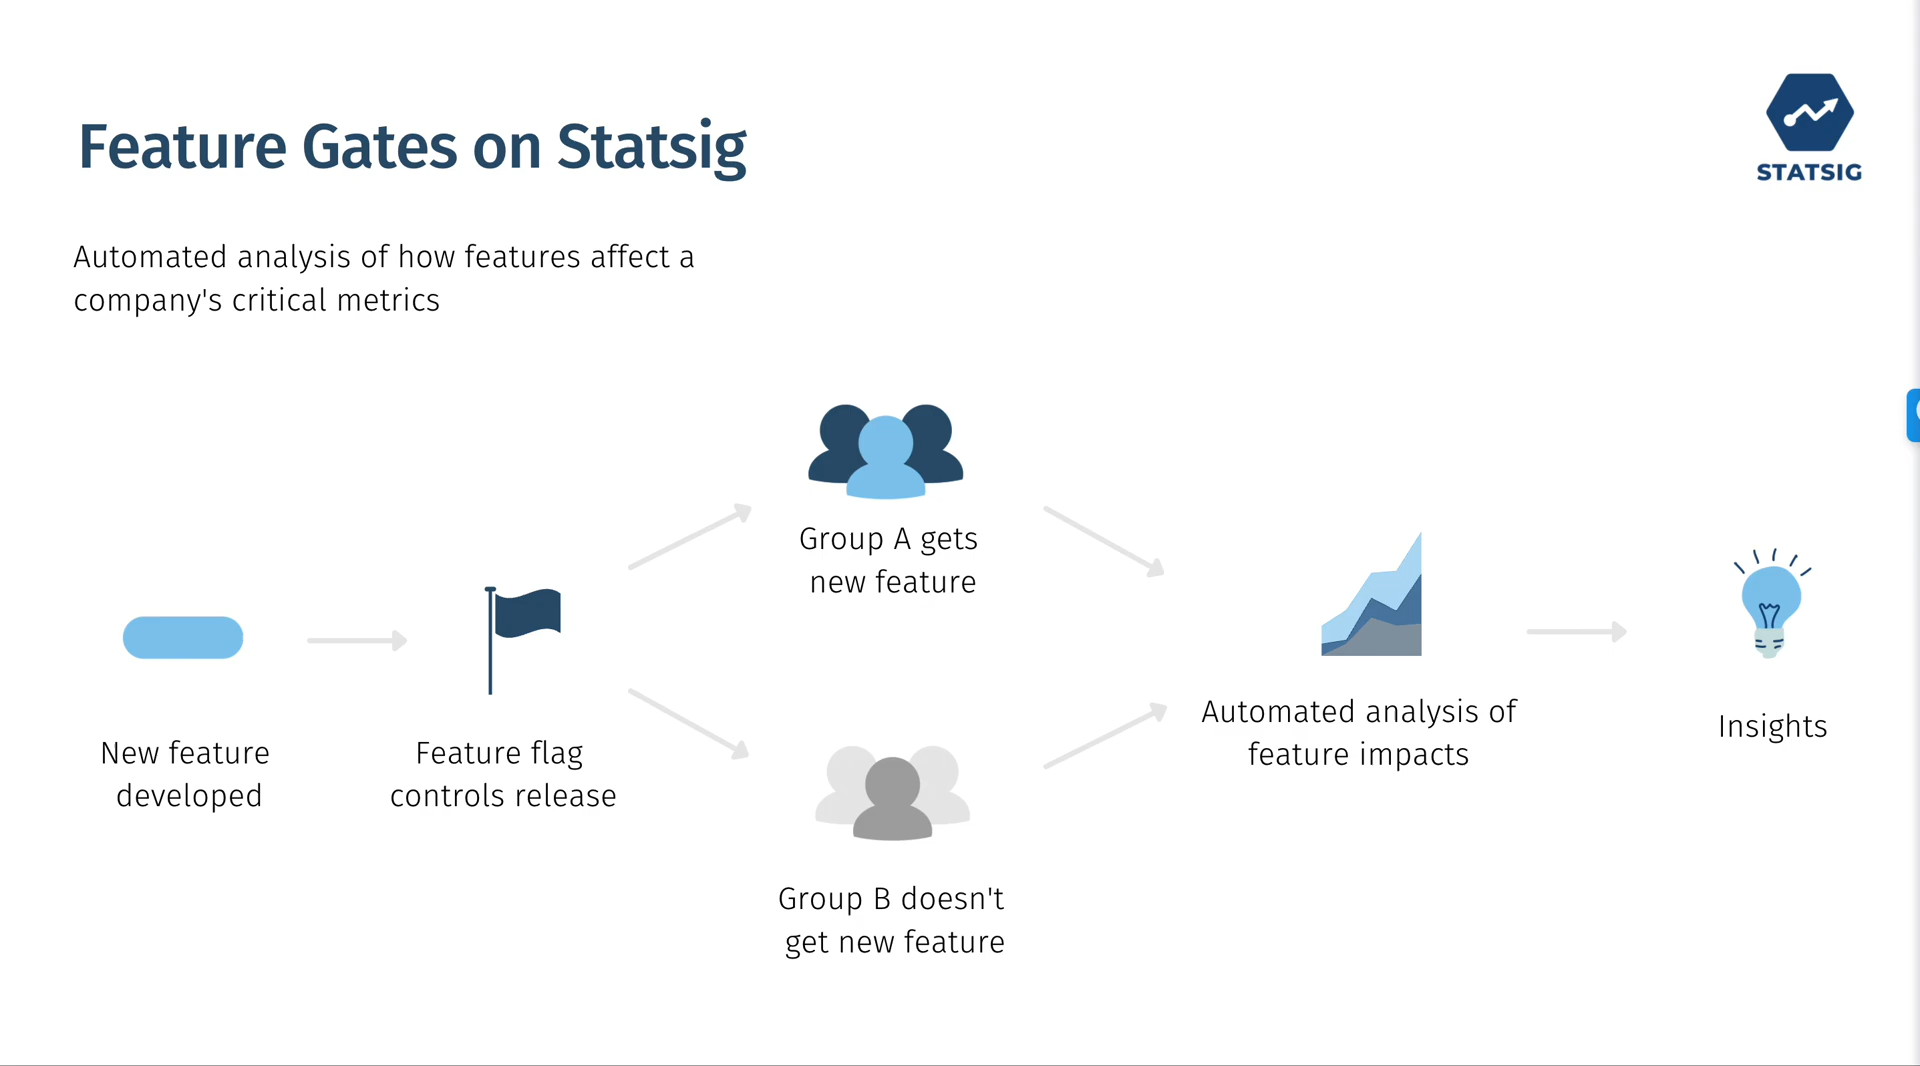 Feature Gates on Statsig
STATSIG
Automated analysis of how features affect a
company's critical metrics
New feature
developed
Feature flag
controls release
Group A gets
new feature
Group B doesn't
get new feature
Automated analysis of
feature impacts
Insights